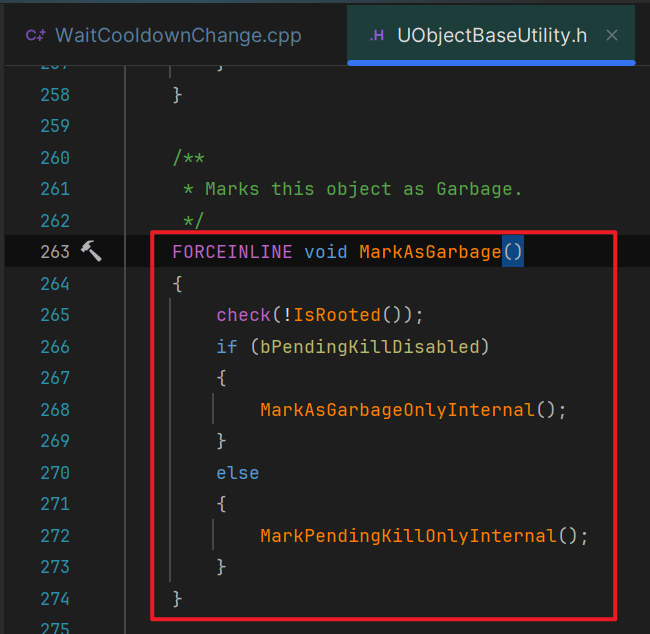 C++ WaitCooldownChange.cpp .H UObjectBaseUtility.h ×
257 }
258 }
259
260 /**
261 * Marks this object as Garbage.
262 */
263 FORCEINLINE void MarkAsGarbage()
264 {
265 check(!IsRooted());
266 if (bPendingKillDisabled)
267 {
268 MarkAsGarbageOnlyInternal();
269 }
270 else
271 {
272 MarkPendingKillOnlyInternal();
273 }
274 }
275